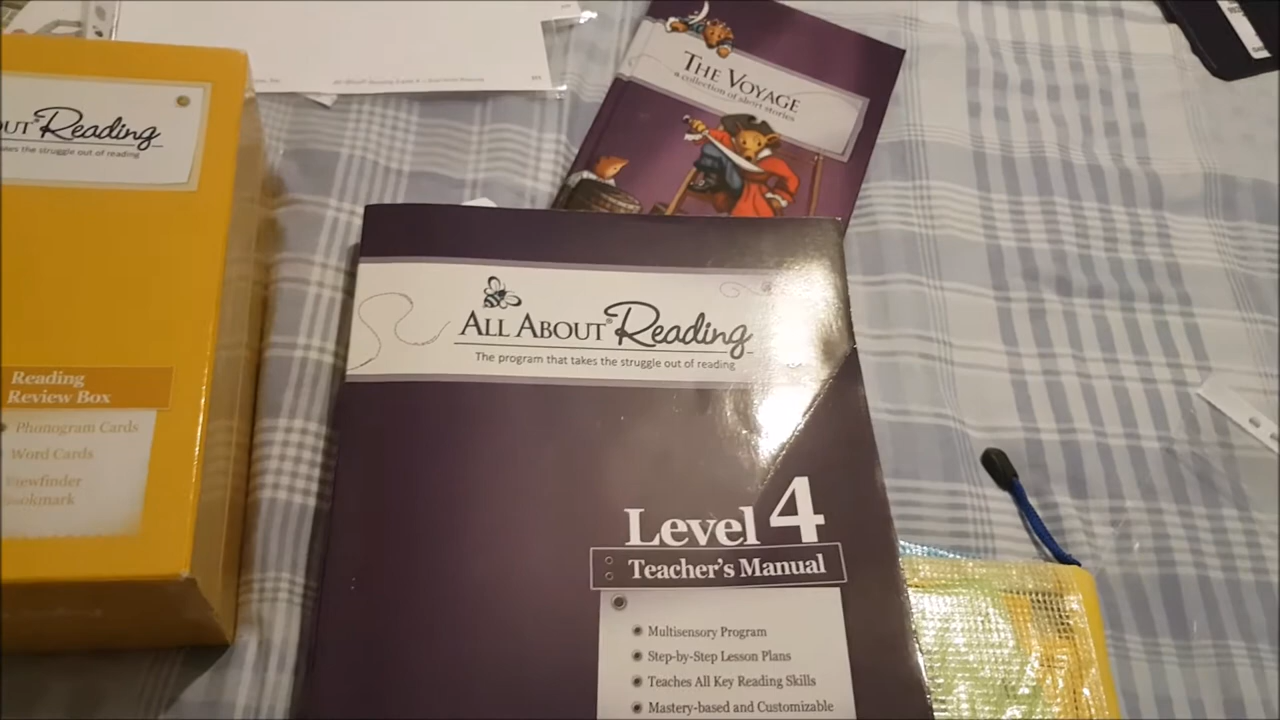 Reading
takes the struggle out of reading
Reading
Review Box
Phonogram Cards
Word Cards
Viewfinder
THE VOYAGE
a collection of short stories
ALL ABOUT® Reading
The program that takes the struggle out of reading
Level 4
Teacher's Manual
Multisensory Program
Step-by-Step Lesson Plans
Teaches All Key Reading Skills
Mastery-based and Customizable